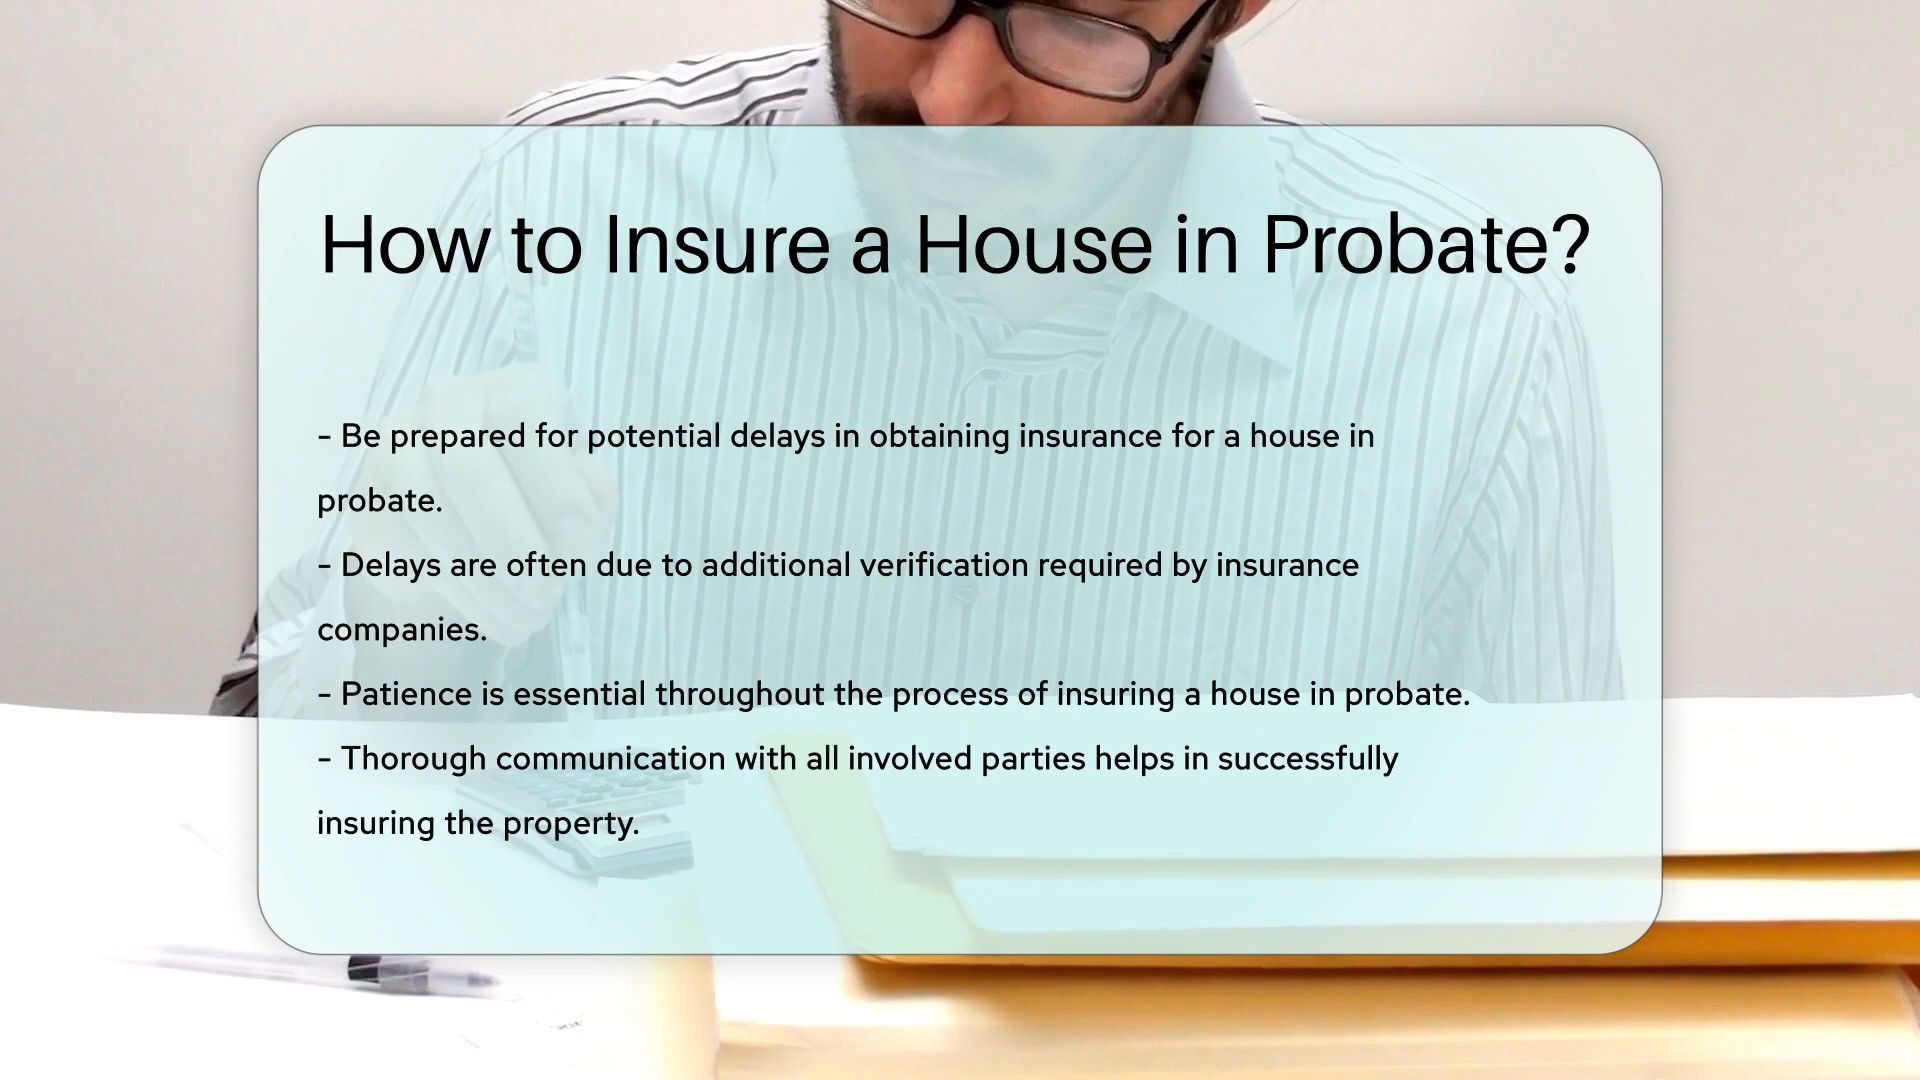 How to Insure a House in Probate?
- Be prepared for potential delays in obtaining insurance for a house in
probate.
- Delays are often due to additional verification required by insurance
companies.
- Patience is essential throughout the process of insuring a house in probate.
- Thorough communication with all involved parties helps in successfully
insuring the property.